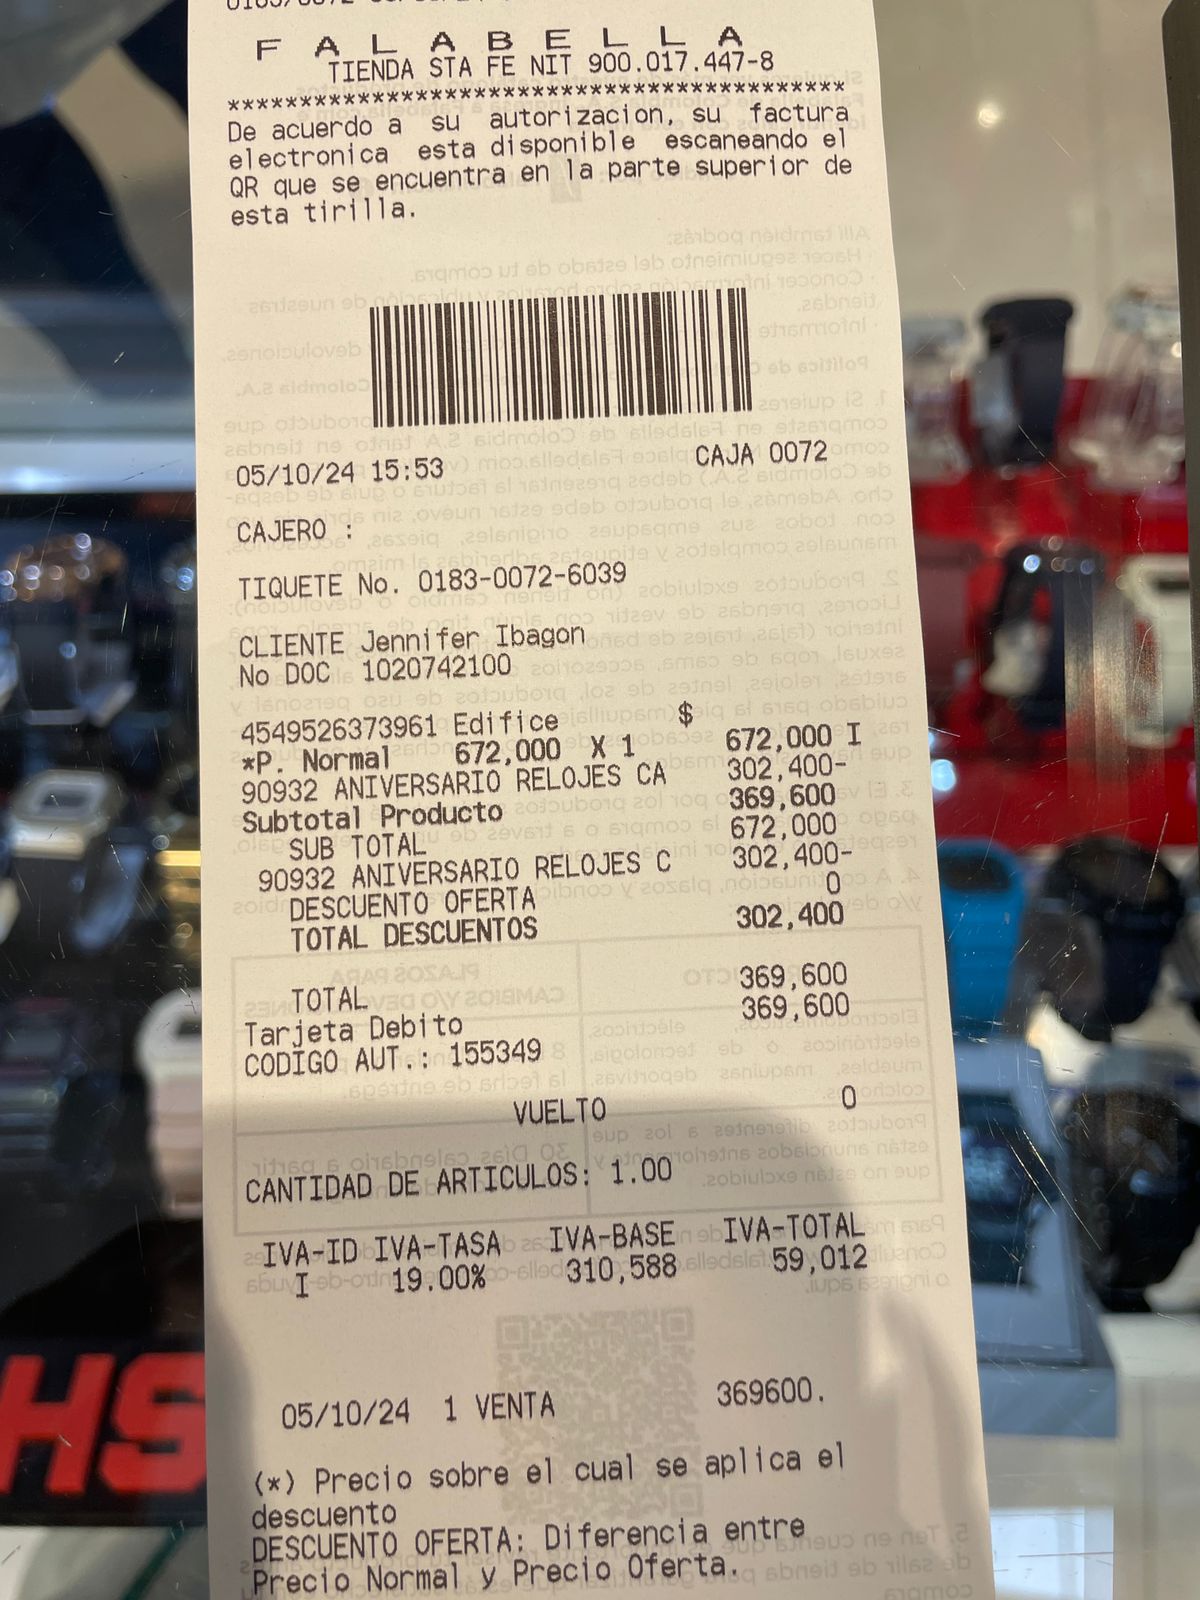 F A L A B E L L A
TIENDA STA FE NIT 900.017.447-8
********************************************
De acuerdo a su autorizacion, su factura
electronica esta disponible escaneando el
QR que se encuentra en la parte superior de
esta tirilla.
05/10/24 15:53 CAJA 0072
CAJERO :
TIQUETE No. 0183-0072-6039
CLIENTE Jennifer Ibagon
No DOC 1020742100
$
4549526373961 Edifice
*P. Normal 672,000 X 1 672,000 I
90932 ANIVERSARIO RELOJES CA 302,400-
Subtotal Producto 369,600
SUB TOTAL 672,000
90932 ANIVERSARIO RELOJES C 302,400-
DESCUENTO OFERTA 0
TOTAL DESCUENTOS 302,400
TOTAL 369,600
Tarjeta Debito 369,600
CODIGO AUT.: 155349
VUELTO 0
CANTIDAD DE ARTICULOS: 1.00
IVA-ID IVA-TASA IVA-BASE IVA-TOTAL
I 19.00% 310,588 59,012
05/10/24 1 VENTA 369600.
(*) Precio sobre el cual se aplica el
descuento
DESCUENTO OFERTA: Diferencia entre
Precio Normal y Precio Oferta.
HS